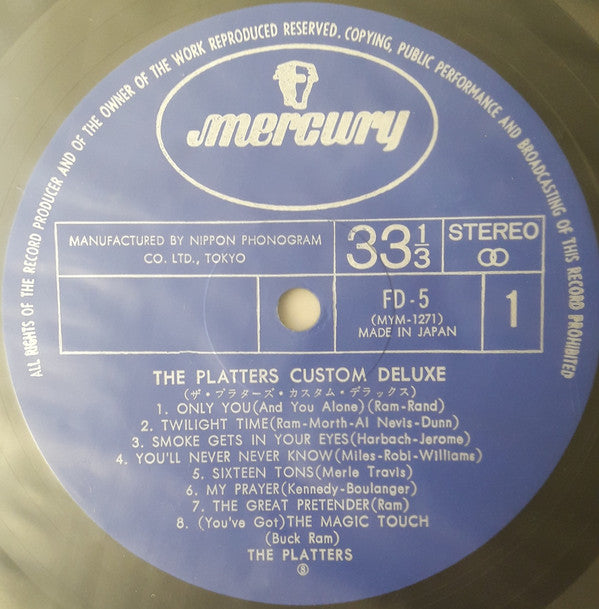 ALL RIGHTS OF THE RECORD PRODUCER AND OF THE OWNER OF THE WORK REPRODUCED RESERVED. COPYING, PUBLIC PERFORMANCE AND BROADCASTING OF THIS RECORD PROHIBITED
mercury
MANUFACTURED BY NIPPON PHONOGRAM
CO. LTD., TOKYO
33 1/3
STEREO
FD-5
(MYM-1271)
MADE IN JAPAN
1
THE PLATTERS CUSTOM DELUXE
(ザ・プラターズ・カスタム・デラックス)
1. ONLY YOU(And You Alone)(Ram-Rand)
2. TWILIGHT TIME(Ram-Morth-Al Nevis-Dunn)
3. SMOKE GETS IN YOUR EYES(Harbach-Jerome)
4. YOU'LL NEVER NEVER KNOW(Miles-Robi-Williams)
5. SIXTEEN TONS(Merle Travis)
6. MY PRAYER(Kennedy-Boulanger)
7. THE GREAT PRETENDER(Ram)
8. (You've Got)THE MAGIC TOUCH
(Buck Ram)
THE PLATTERS
⑧